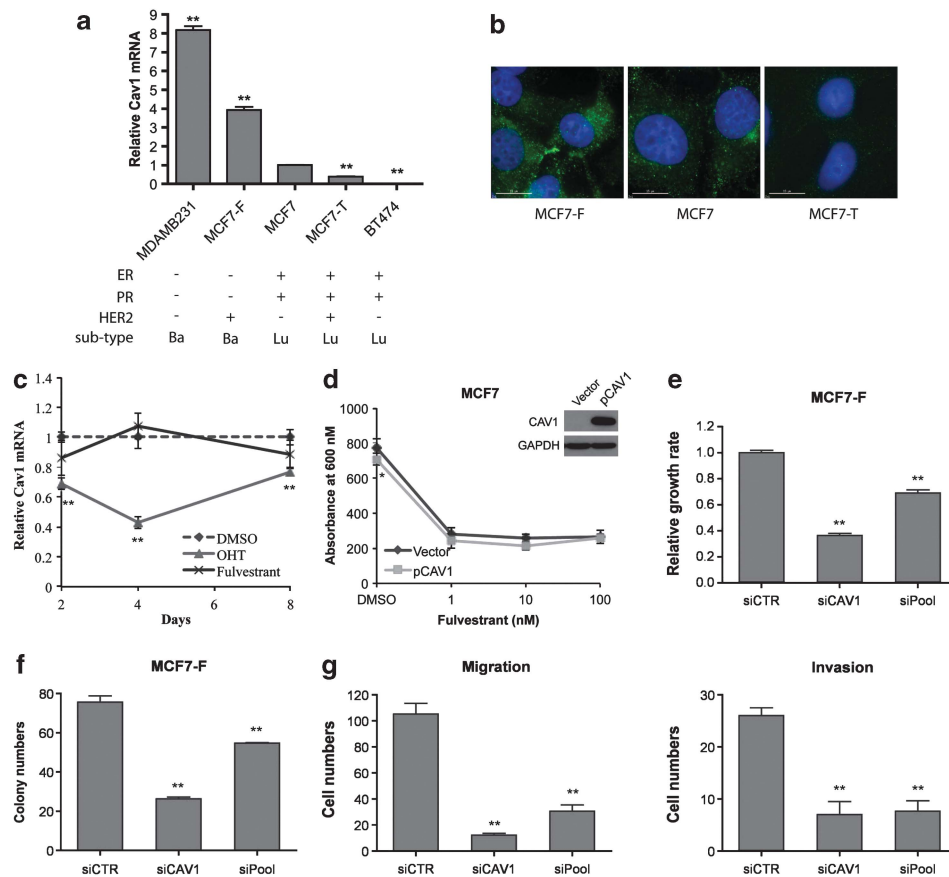 a
Relative Cav1 mRNA
9
8
7
6
5
4
3
2
1
0
** ** ** **
MDAMB231 MCF7-F MCF7 MCF7-T BT474
ER - - + + +
PR - - + + +
HER2 - + - + -
sub-type Ba Ba Lu Lu Lu
b
MCF7-F MCF7 MCF7-T
c
Relative Cav1 mRNA
1.4
1.2
1
0.8
0.6
0.4
0.2
0
** ** **
DMSO
OHT
Fulvestrant
2 4 6 8
Days
d
MCF7
Absorbance at 600 nM
1000
800
600
400
200
0
*
Vector pCAV1
CAV1
GAPDH
Vector
pCAV1
DMSO 1 10 100
Fulvestrant (nM)
e
MCF7-F
Relative growth rate
1.2
1.0
0.8
0.6
0.4
0.2
0.0
** **
siCTR siCAV1 siPool
f
MCF7-F
Colony numbers
80
60
40
20
0
** **
siCTR siCAV1 siPool
g
Migration
Cell numbers
120
100
80
60
40
20
0
** **
siCTR siCAV1 siPool
Invasion
Cell numbers
30
20
10
0
** **
siCTR siCAV1 siPool